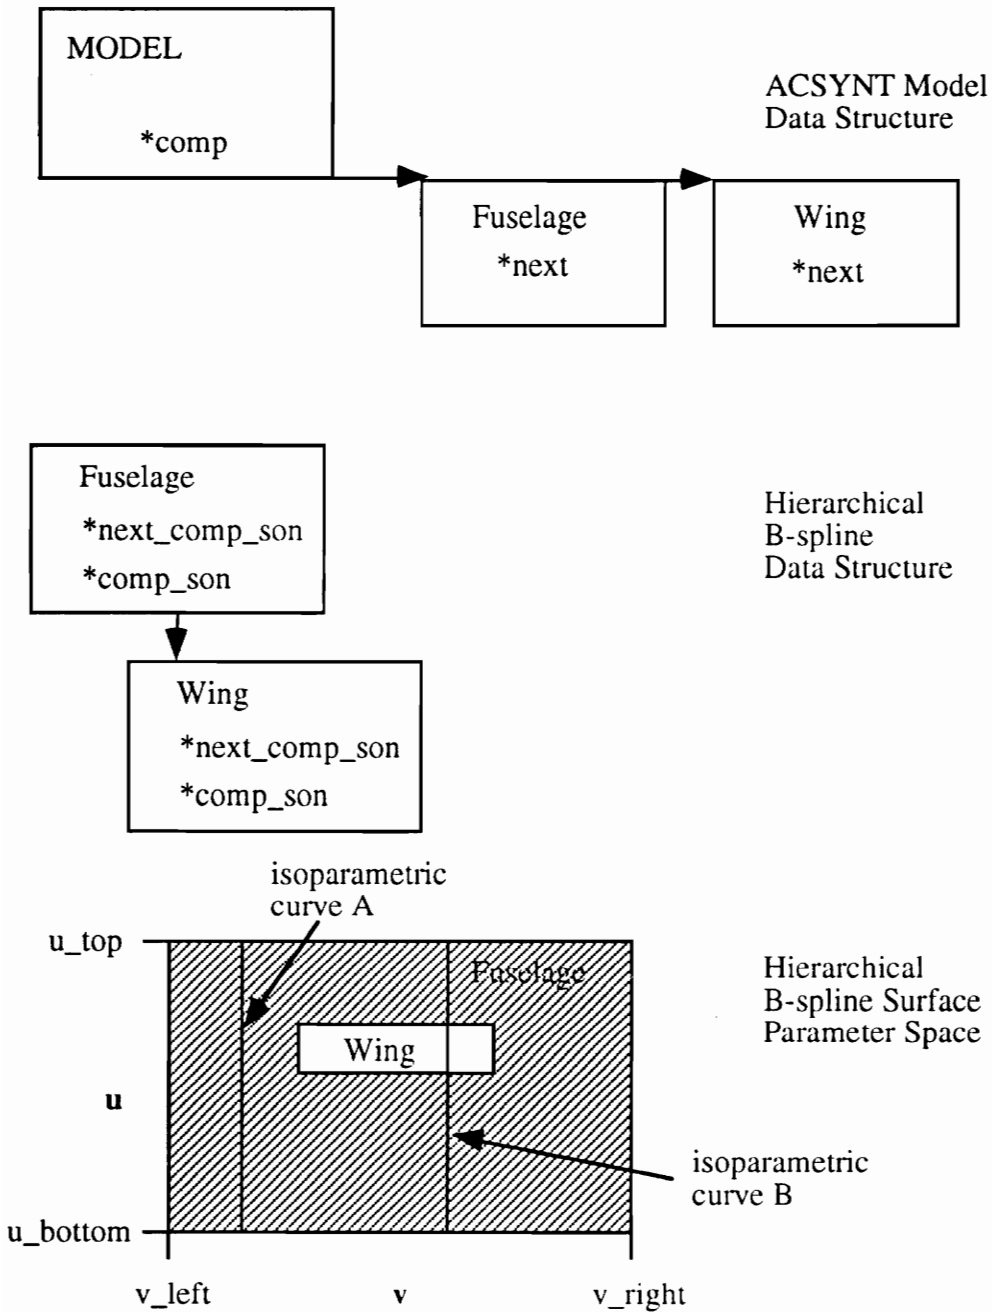 MODEL
*comp
ACSYNT Model
Data Structure
Fuselage
*next
Wing
*next
Fuselage
*next_comp_son
*comp_son
Hierarchical
B-spline
Data Structure
Wing
*next_comp_son
*comp_son
isoparametric
curve A
u_top
Fuselage
Hierarchical
B-spline Surface
Parameter Space
Wing
u
isoparametric
curve B
u_bottom
v_left
v
v_right